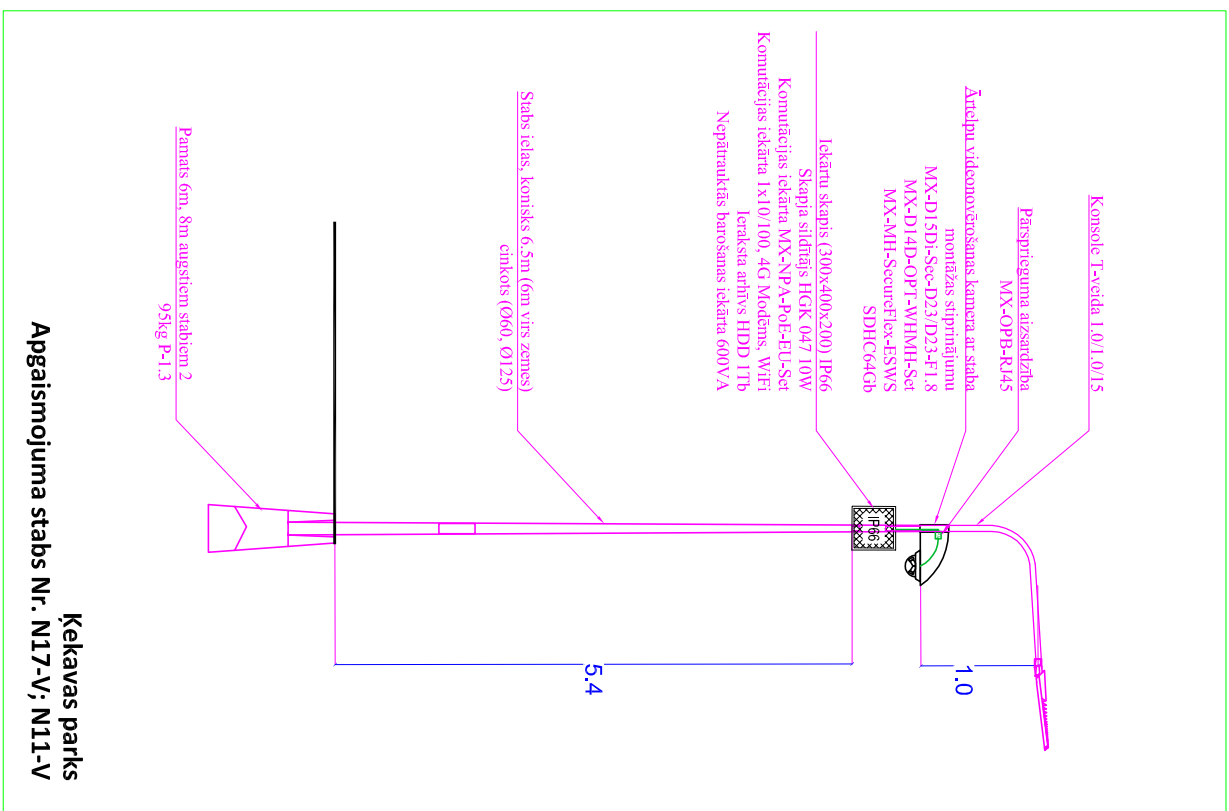 Konsole T-veida 1.0/1.0/15
Pārsprieguma aizsardzība
MX-OPB-RJ45
Ārtelpu videonovērošanas kamera ar staba
montāžas stiprinājumu
MX-D15Di-Sec-D23/D23-F1.8
MX-D14D-OPT-WHMH-Set
MX-MH-SecureFlex-ESWS
SDHC64Gb
Iekārtu skapis (300x400x200) IP66
Skapja sildītājs HGK 047 10W
Komutācijas iekārta MX-NPA-PoE-EU-Set
Komutācijas iekārta 1x10/100, 4G Modēms, WiFi
Ieraksta arhīvs HDD 1Tb
Nepātrauktās barošanas iekārta 600VA
Stabs ielas, konisks 6.5m (6m virs zemes)
cinkots (Ø60, Ø125)
Pamats 6m, 8m augstiem stabiem 2
95kg P-1.3
IP66
1.0
5.4
Ķekavas parks
Apgaismojuma stabs Nr. N17-V; N11-V